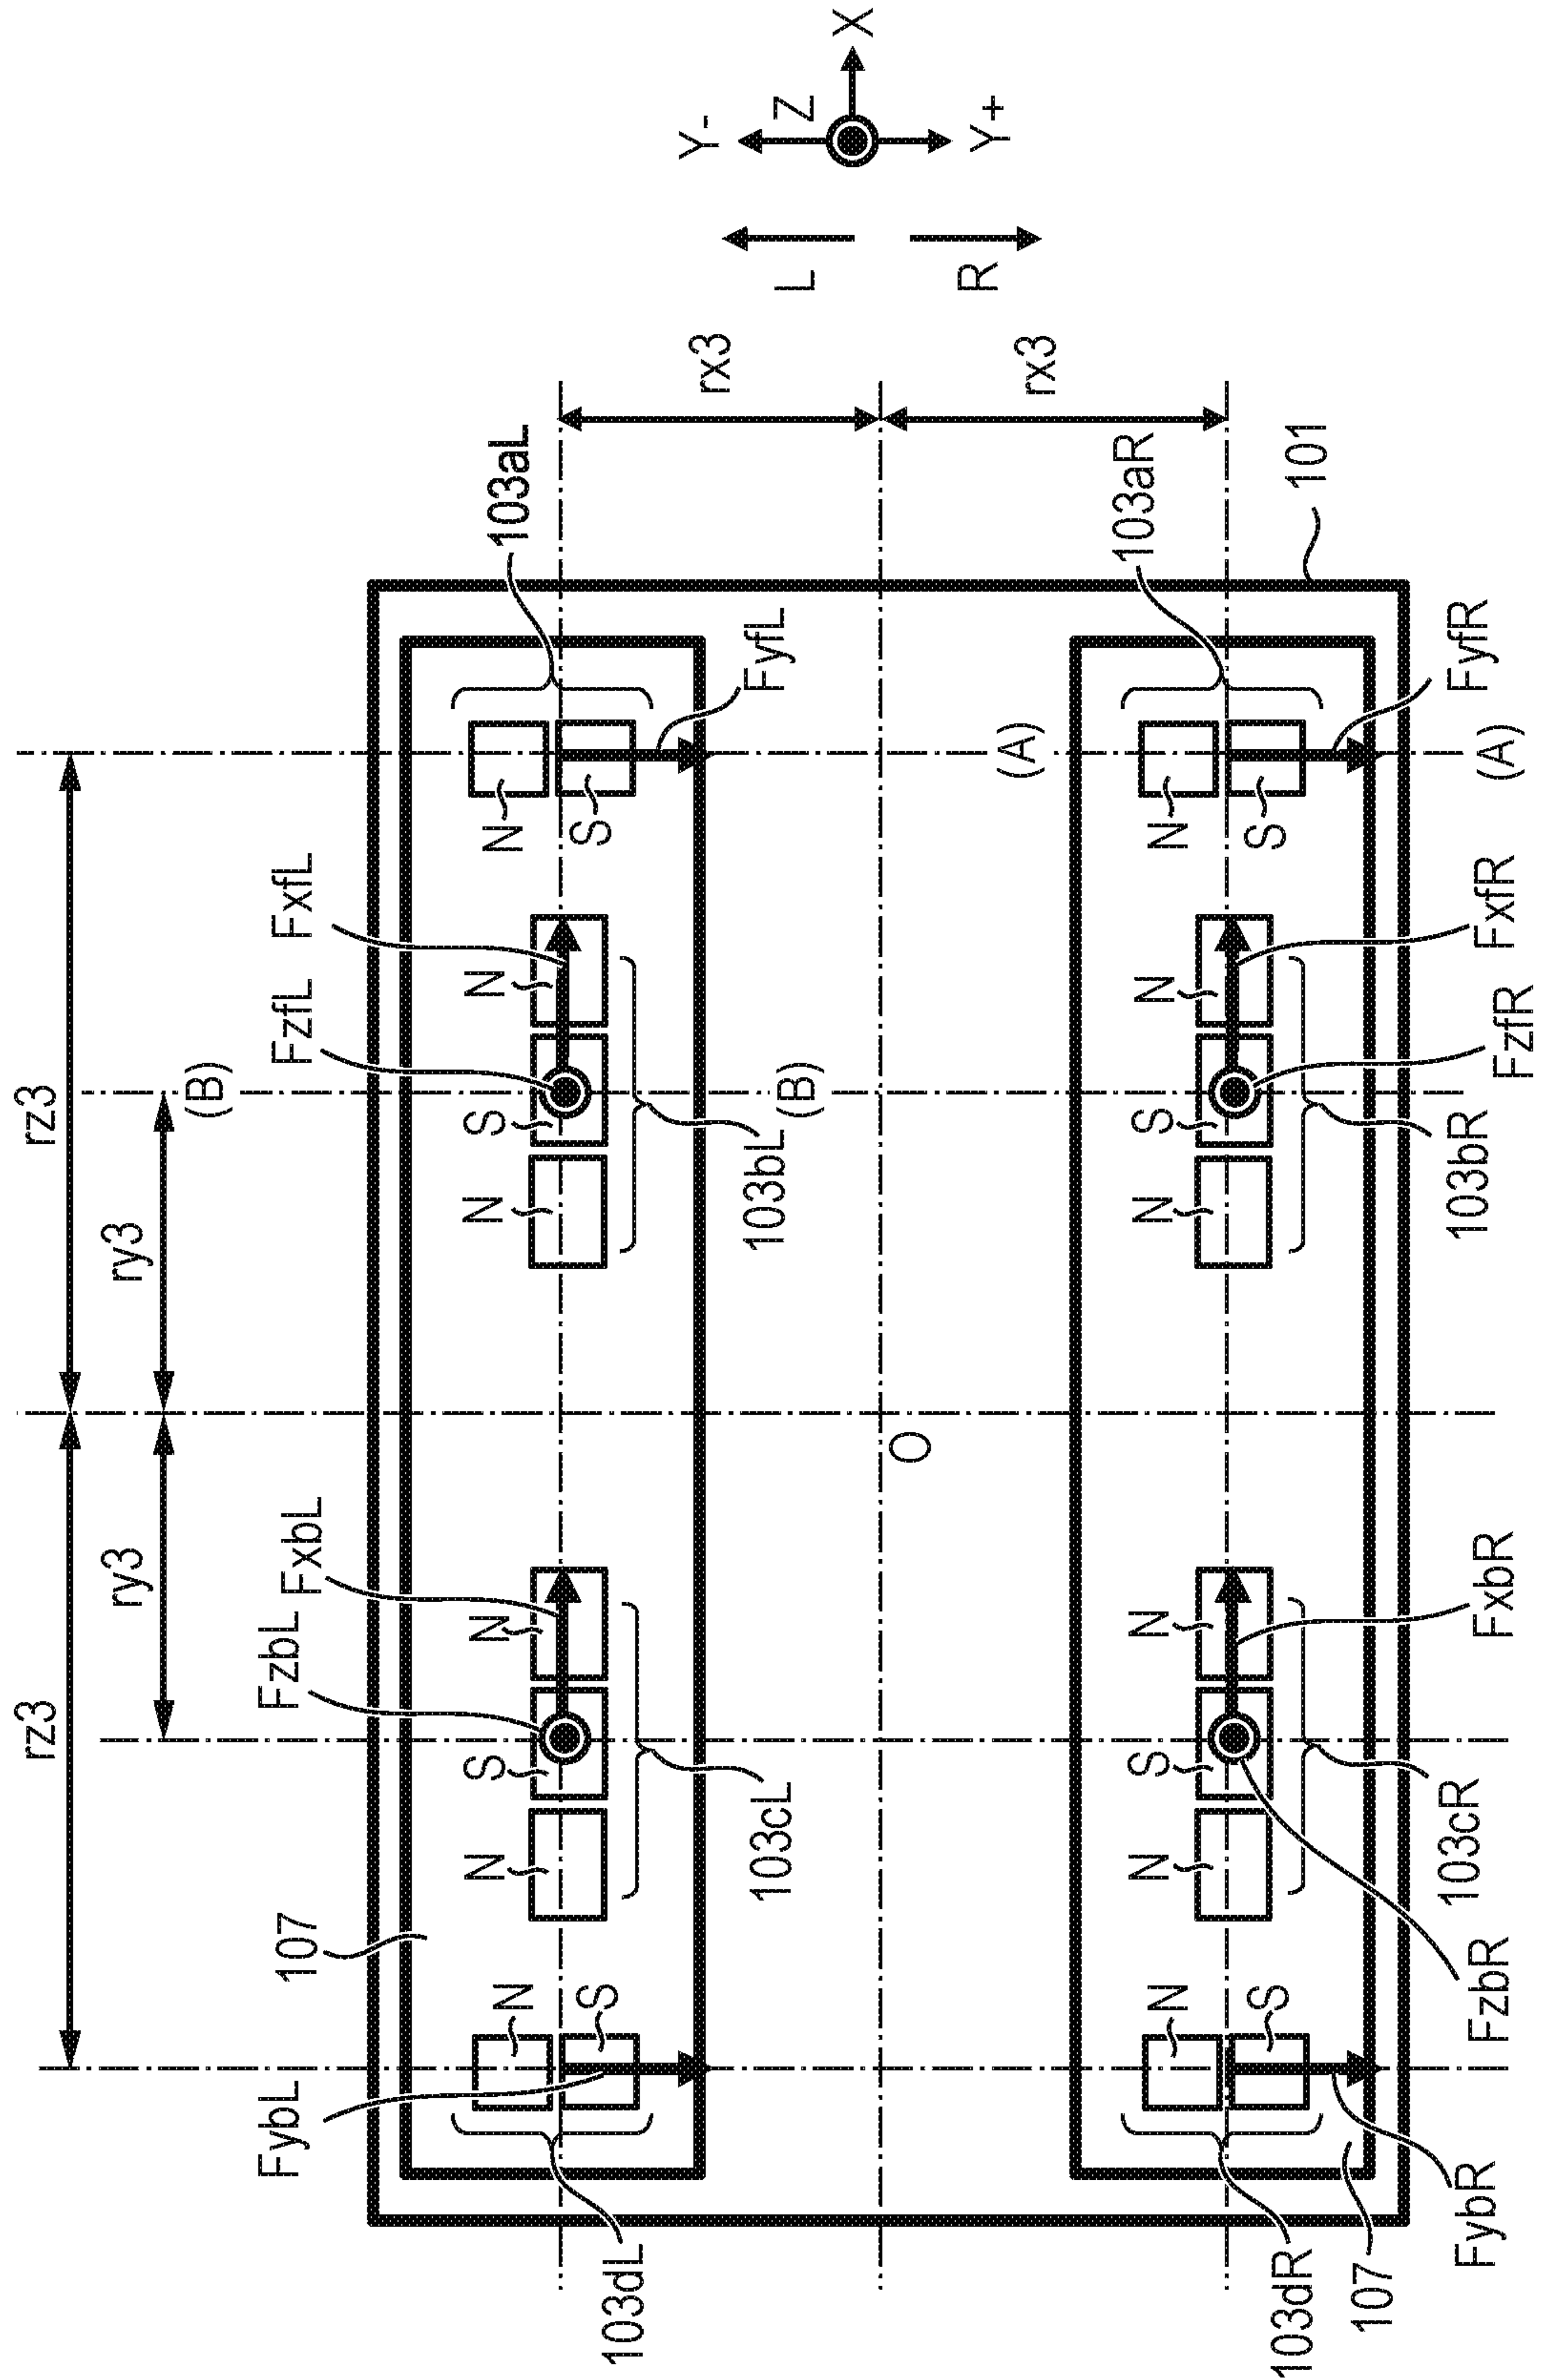 rz3
rz3
ry3
ry3
(B)
FybL
107
FzbL
FxbL
FzfL
FxfL
N
N
S
N
N
S
N
N
103aL
S
S
103dL
rx3
Y-
103cL
103bL
(B)
FyfL
L
Z
X
O
R
Y+
(A)
rx3
N
N
S
N
N
S
N
N
103aR
S
S
103dR
101
107
FybR
FzbR
103cR
FxbR
103bR
FzfR
FxfR
(A)
FyfR